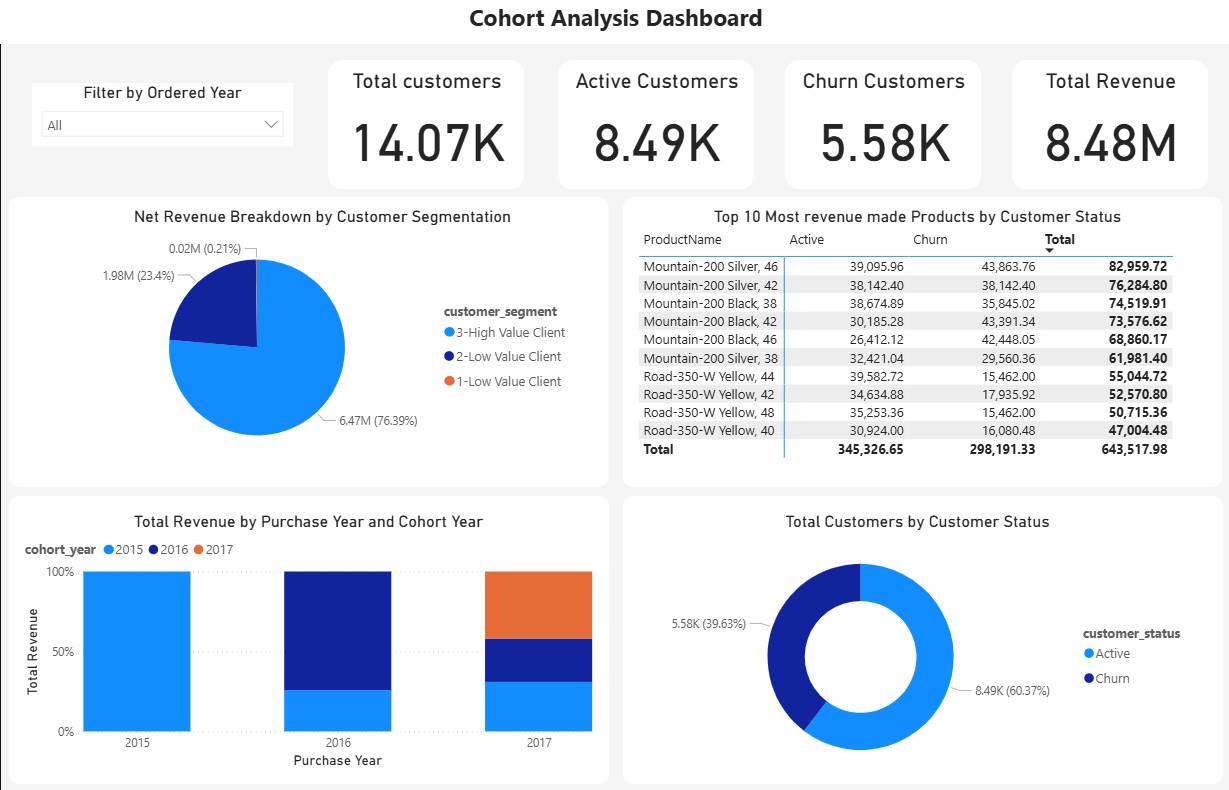 Cohort Analysis Dashboard
Filter by Ordered Year
All
Total customers
14.07K
Active Customers
8.49K
Churn Customers
5.58K
Total Revenue
8.48M
Net Revenue Breakdown by Customer Segmentation
0.02M (0.21%)
1.98M (23.4%)
6.47M (76.39%)
customer_segment
3-High Value Client
2-Low Value Client
1-Low Value Client
Top 10 Most revenue made Products by Customer Status
ProductName Active Churn Total
Mountain-200 Silver, 46 39,095.96 43,863.76 82,959.72
Mountain-200 Silver, 42 38,142.40 38,142.40 76,284.80
Mountain-200 Black, 38 38,674.89 35,845.02 74,519.91
Mountain-200 Black, 42 30,185.28 43,391.34 73,576.62
Mountain-200 Black, 46 26,412.12 42,448.05 68,860.17
Mountain-200 Silver, 38 32,421.04 29,560.36 61,981.40
Road-350-W Yellow, 44 39,582.72 15,462.00 55,044.72
Road-350-W Yellow, 42 34,634.88 17,935.92 52,570.80
Road-350-W Yellow, 48 35,253.36 15,462.00 50,715.36
Road-350-W Yellow, 40 30,924.00 16,080.48 47,004.48
Total 345,326.65 298,191.33 643,517.98
Total Revenue by Purchase Year and Cohort Year
cohort_year 2015 2016 2017
100%
50%
0%
Total Revenue
2015 2016 2017
Purchase Year
Total Customers by Customer Status
5.58K (39.63%)
8.49K (60.37%)
customer_status
Active
Churn